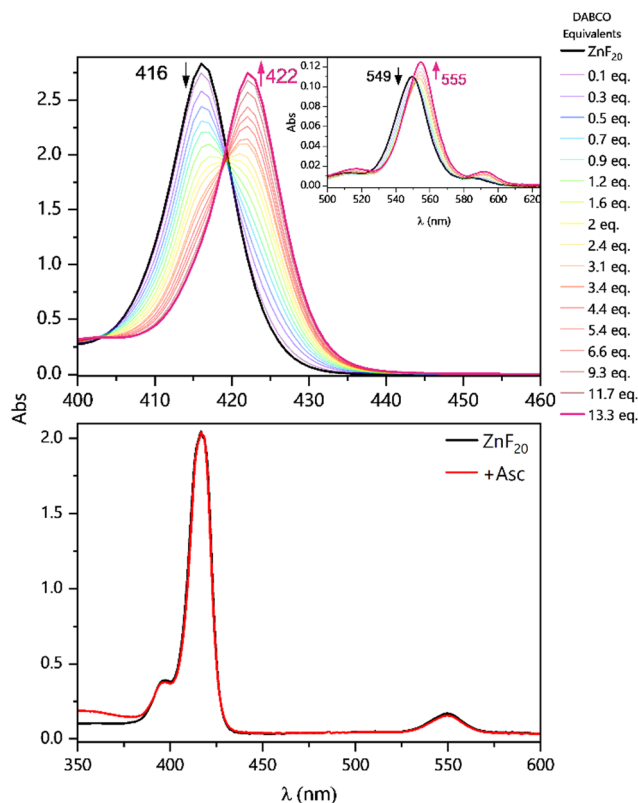 DABCO
Equivalents
ZnF20
0.1 eq.
0.3 eq.
0.5 eq.
0.7 eq.
0.9 eq.
1.2 eq.
1.6 eq.
2 eq.
2.4 eq.
3.1 eq.
3.4 eq.
4.4 eq.
5.4 eq.
6.6 eq.
9.3 eq.
11.7 eq.
13.3 eq.
416
422
2.5
2.0
1.5
1.0
0.5
0.0
400 410 420 430 440 450 460
549
555
Abs
0.12
0.10
0.08
0.06
0.04
0.02
0.00
500 520 540 560 580 600 620
λ (nm)
Abs
ZnF20
+Asc
2.0
1.5
1.0
0.5
0.0
350 400 450 500 550 600
λ (nm)